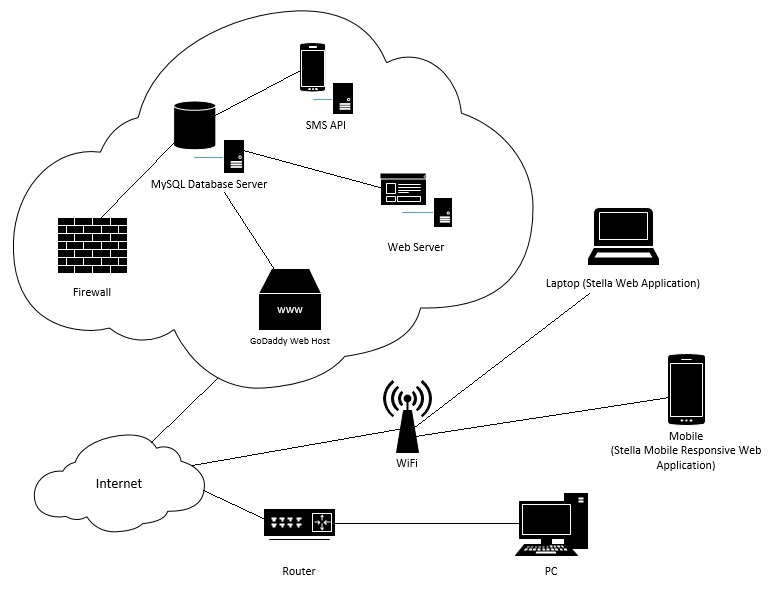 SMS API
MySQL Database Server
Web Server
Firewall
Laptop (Stella Web Application)
www
GoDaddy Web Host
Mobile
(Stella Mobile Responsive Web
Application)
WiFi
Internet
Router
PC